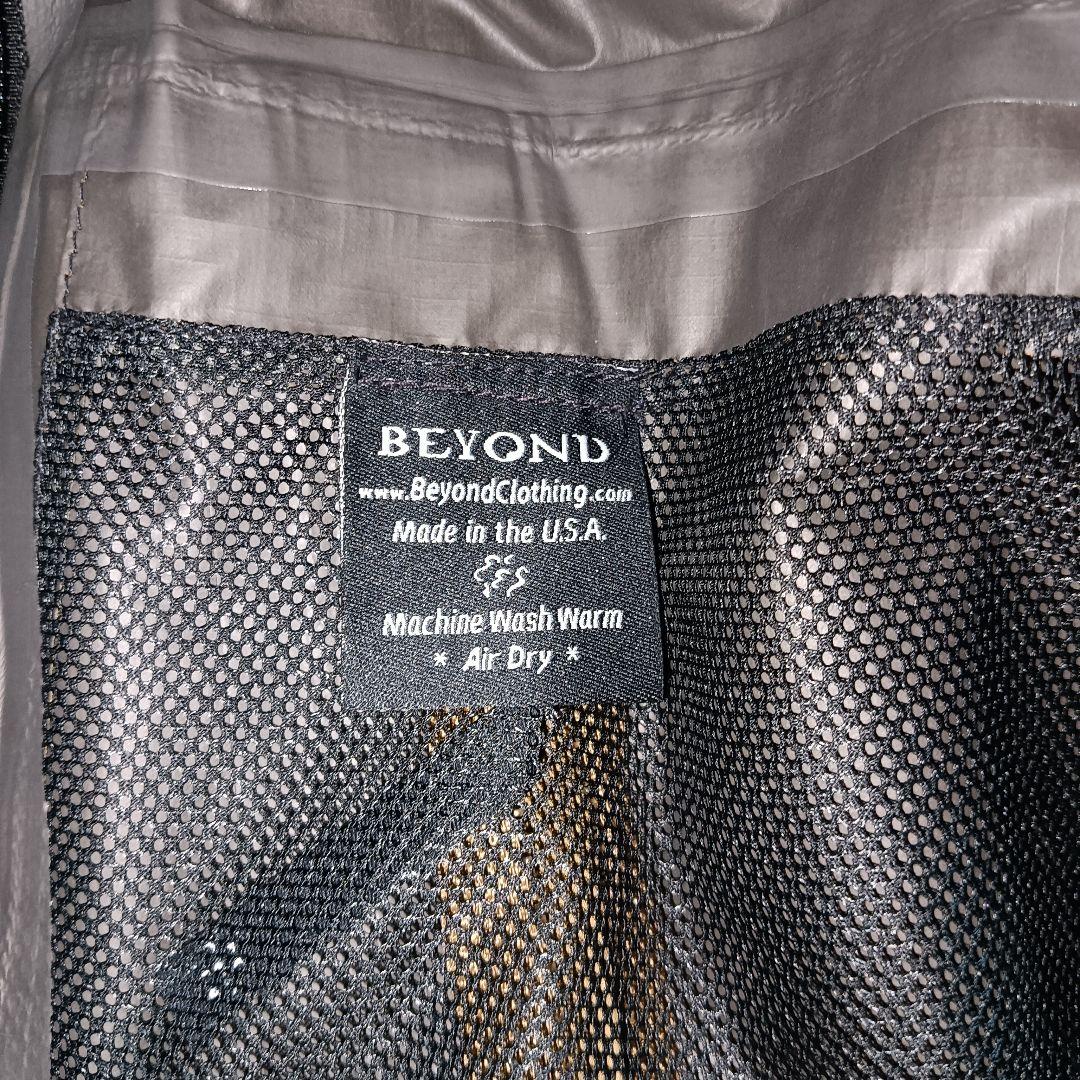 BEYOND
www.BeyondClothing.com
Made in the U.S.A.
Machine Wash Warm
* Air Dry *